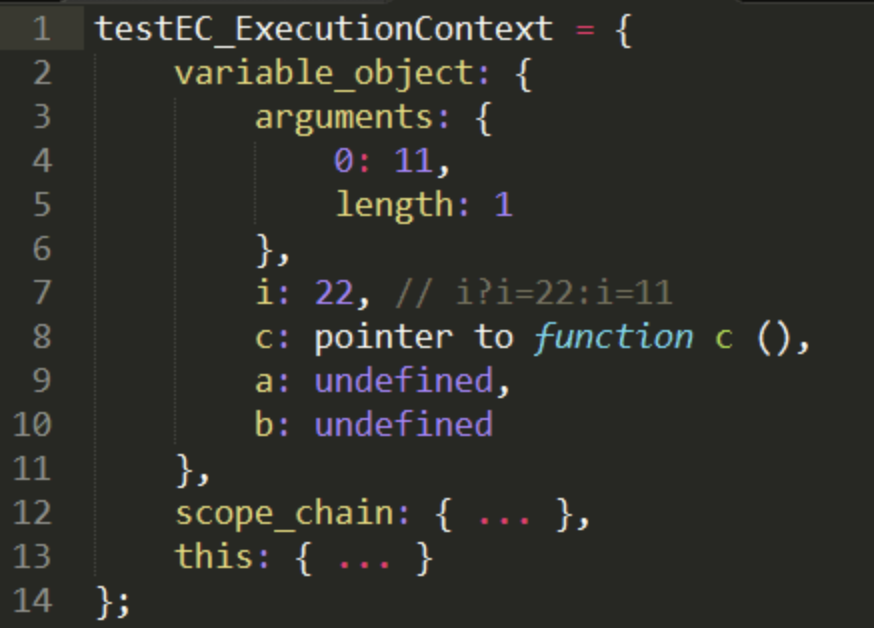 1 testEC_ExecutionContext = {
2 variable_object: {
3 arguments: {
4 0: 11,
5 length: 1
6 },
7 i: 22, // i?i=22:i=11
8 c: pointer to function c (),
9 a: undefined,
10 b: undefined
11 },
12 scope_chain: { ... },
13 this: { ... }
14 };